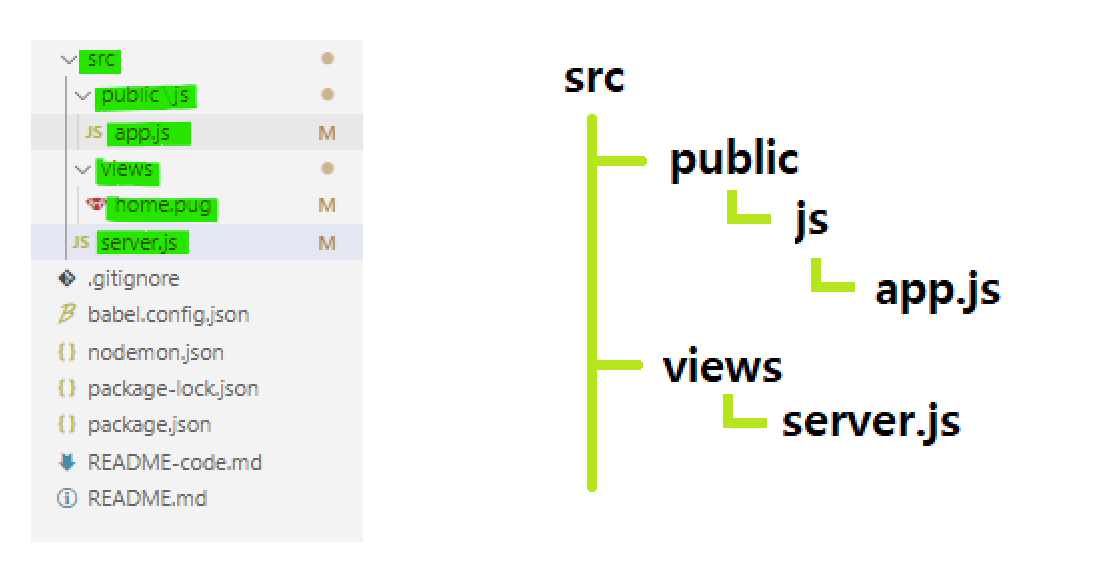 src
public \ js
JS app.js M
views
home.pug M
JS server.js M
.gitignore
babel.config.json
{} nodemon.json
{} package-lock.json
{} package.json
README-code.md
README.md
src
public
js
app.js
views
server.js